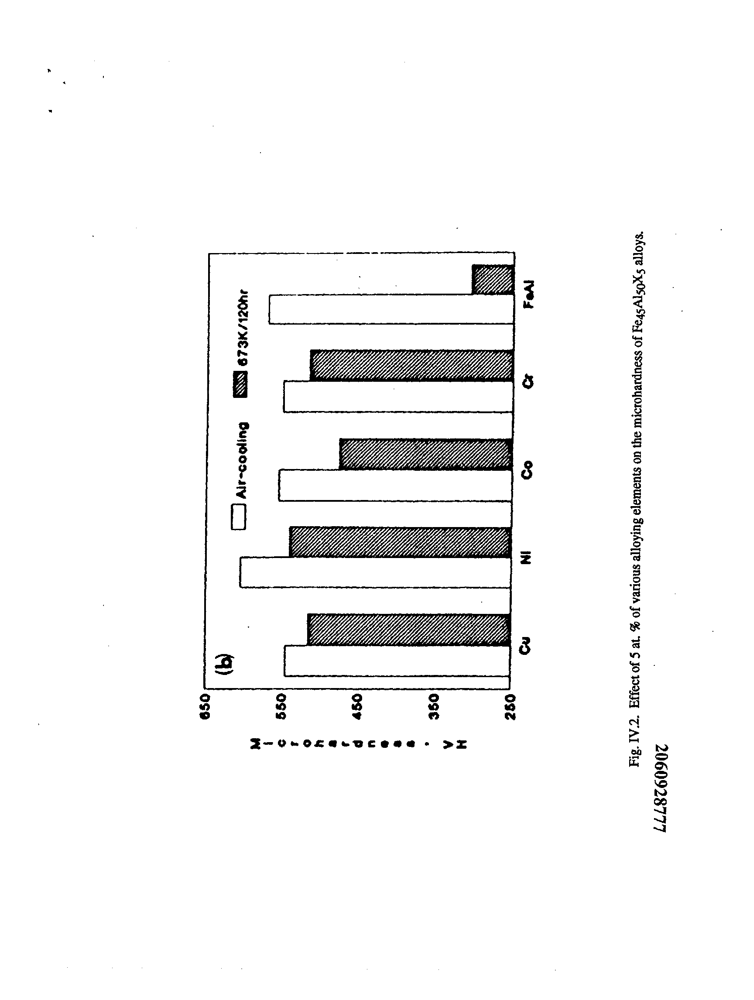 (b)
Air-cooling
673K/120hr
650
550
450
350
250
Microhardness, VH
Cu
Ni
Co
Cr
FeAl
Fig. IV.2. Effect of 5 at. % of various alloying elements on the microhardness of Fe45Al50X5 alloys.
2060928777